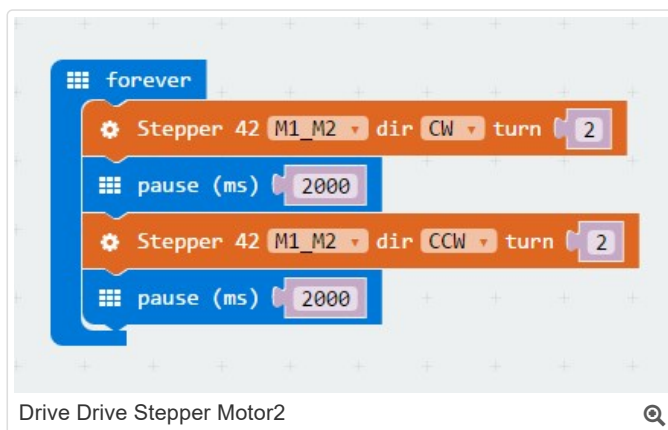 forever
Stepper 42 M1_M2 dir CW turn 2
pause (ms) 2000
Stepper 42 M1_M2 dir CCW turn 2
pause (ms) 2000
Drive Drive Stepper Motor2